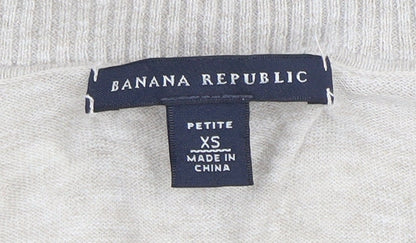 BANANA REPUBLIC
PETITE
XS
MADE IN
CHINA